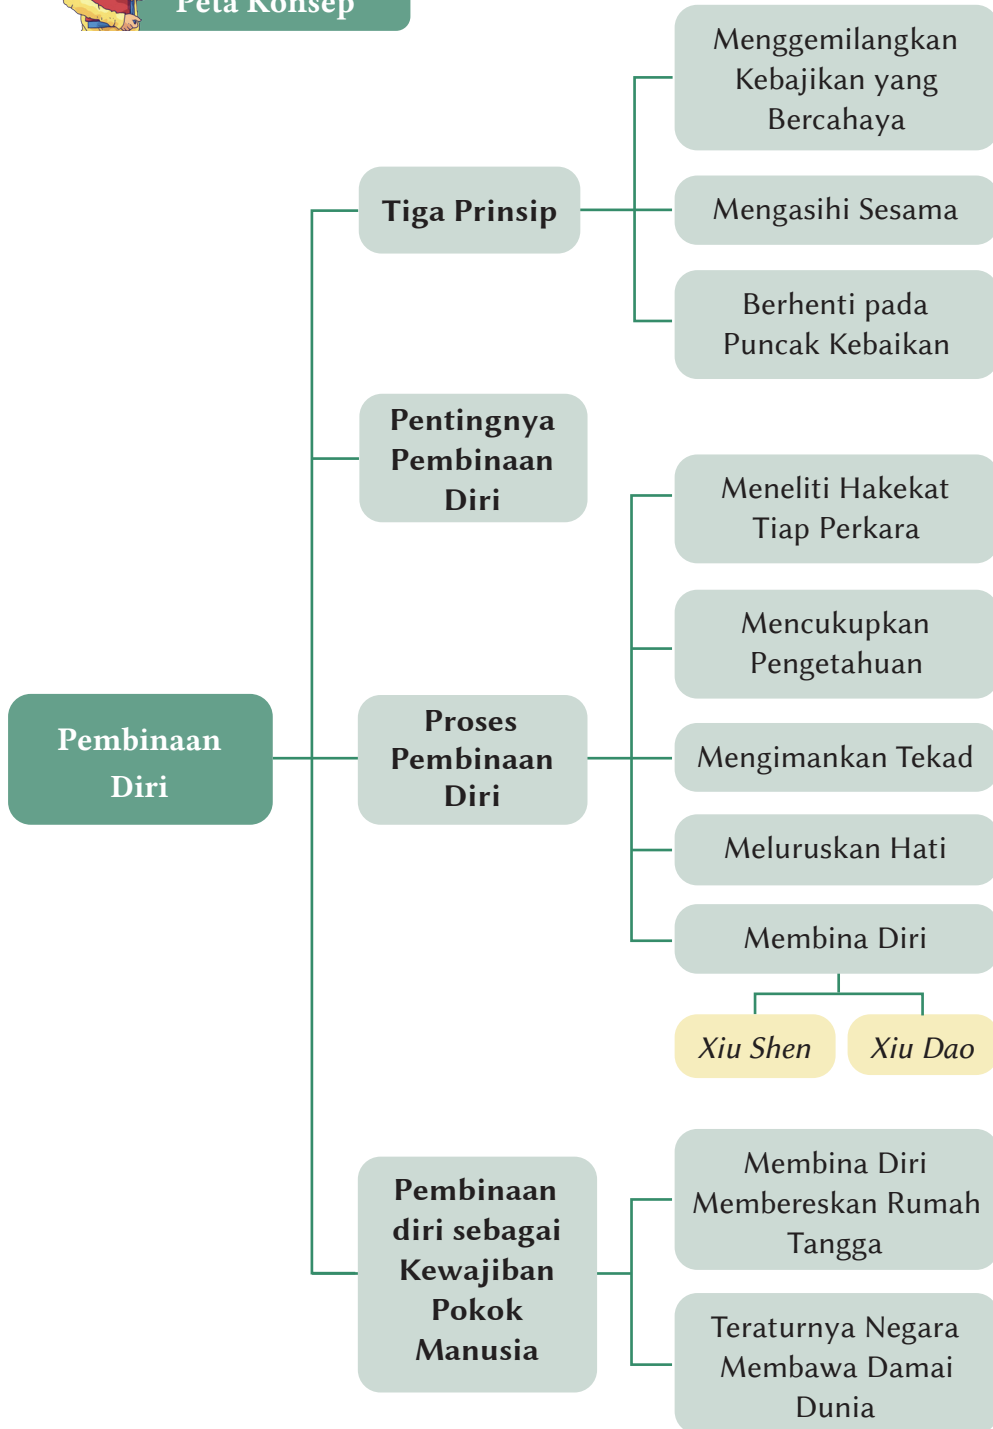 Peta Konsep
Pembinaan
Diri
Tiga Prinsip
Menggemilangkan
Kebajikan yang
Bercahaya
Mengasihi Sesama
Berhenti pada
Puncak Kebaikan
Pentingnya
Pembinaan
Diri
Proses
Pembinaan
Diri
Meneliti Hakekat
Tiap Perkara
Mencukupkan
Pengetahuan
Mengimankan Tekad
Meluruskan Hati
Membina Diri
Xiu Shen
Xiu Dao
Pembinaan
diri sebagai
Kewajiban
Pokok
Manusia
Membina Diri
Membereskan Rumah
Tangga
Teraturnya Negara
Membawa Damai
Dunia